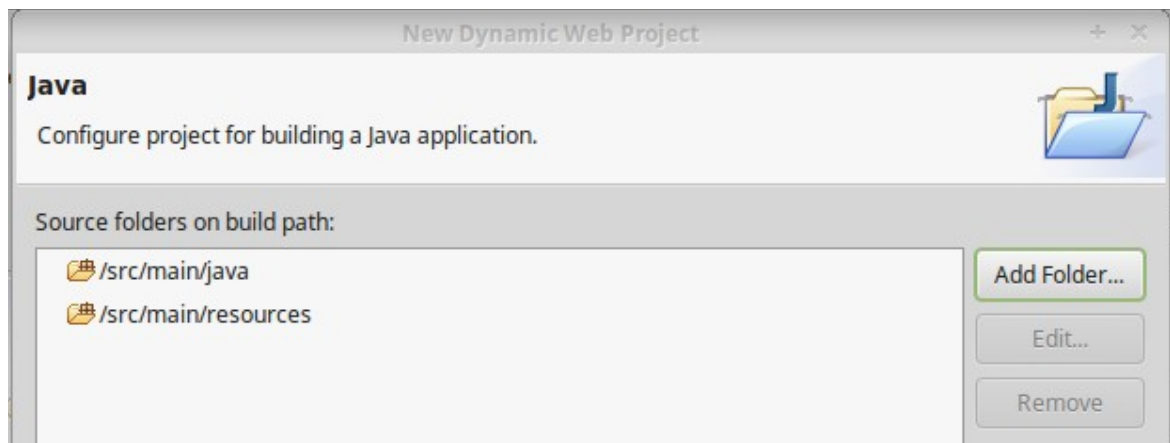 New Dynamic Web Project
Java
Configure project for building a Java application.
Source folders on build path:
/src/main/java
/src/main/resources
Add Folder...
Edit...
Remove